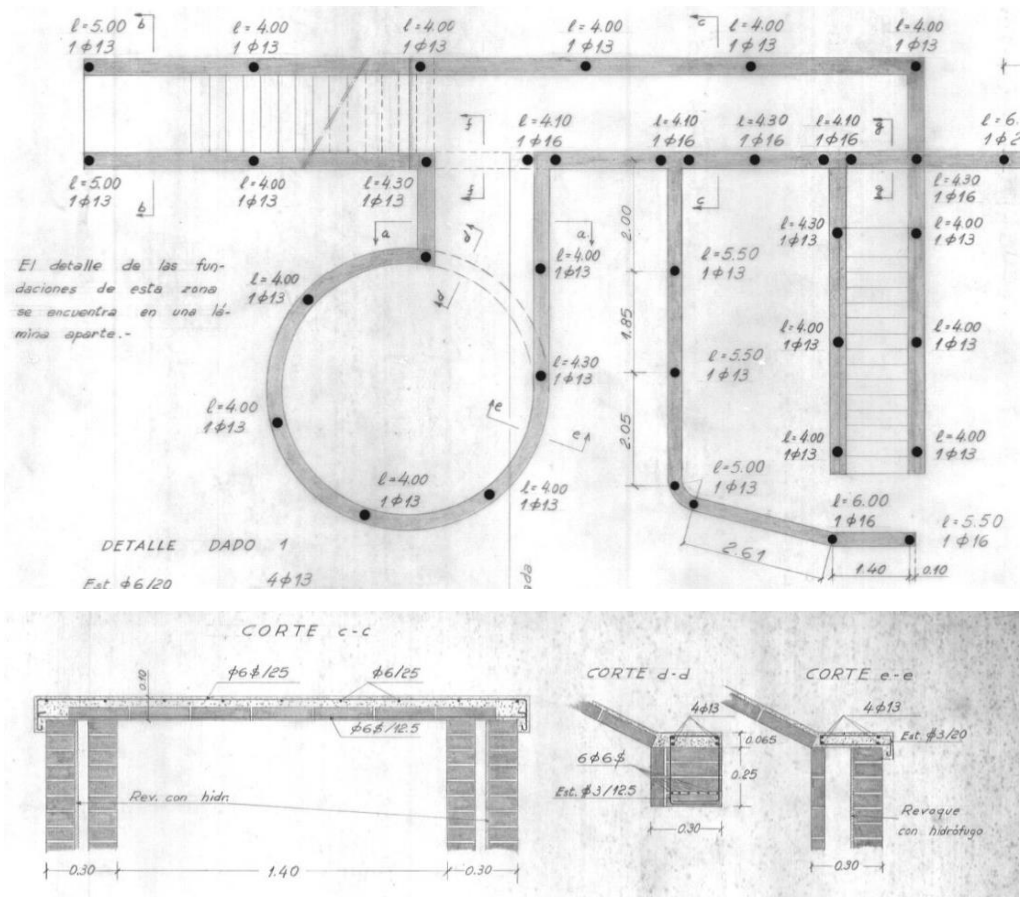 l=5.00
1ϕ13
b
l=4.00
1ϕ13
l=4.00
1ϕ13
l=4.00
1ϕ13
c
l=4.00
1ϕ13
l=4.00
1ϕ13
f
l=4.10
1ϕ16
l=4.10
1ϕ16
l=4.30
1ϕ16
l=4.10
1ϕ16
g
l=6.
1ϕ2
l=5.00
1ϕ13
b
l=4.00
1ϕ13
l=4.30
1ϕ13
f
c
g
l=4.30
1ϕ16
a
d
a
2.00
l=4.30
1ϕ13
l=4.00
1ϕ13
El detalle de las fun-
daciones de esta zona
se encuentra en una lá-
mina aparte.-
l=4.00
1ϕ13
d
l=4.00
1ϕ13
l=5.50
1ϕ13
1.85
l=4.00
1ϕ13
l=4.00
1ϕ13
l=4.30
1ϕ13
l=5.50
1ϕ13
l=4.00
1ϕ13
e
e
2.05
l=4.00
1ϕ13
l=4.00
1ϕ13
l=4.00
1ϕ13
l=4.00
1ϕ13
l=5.00
1ϕ13
l=6.00
1ϕ16
l=5.50
1ϕ16
2.61
1.40
0.10
DETALLE DADO 1
Est. ϕ6/20
4ϕ13
ada
CORTE c-c
ϕ6$/25
ϕ6/25
0.10
ϕ6$/12.5
Rev. con hidr.
0.30
1.40
0.30
CORTE d-d
4ϕ13
0.065
6ϕ6$
0.25
Est. ϕ3/12.5
0.30
CORTE e-e
4ϕ13
Est. ϕ3/20
Revoque
con hidrófugo
0.30